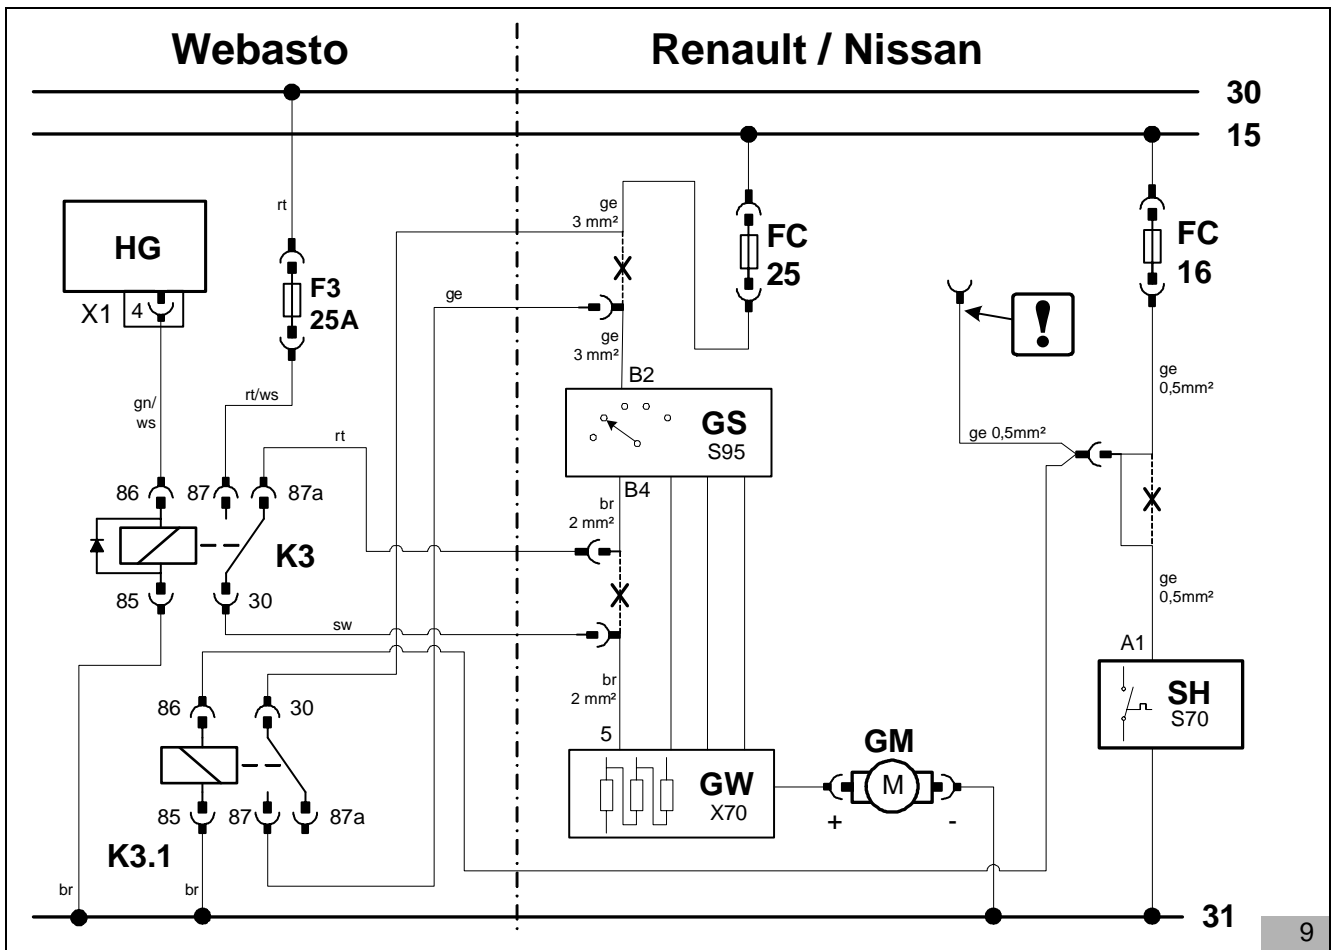 Webasto
Renault / Nissan
30
15
rt
ge
3 mm²
HG
FC
25
FC
16
F3
25A
X1
4
ge
!
ge
3 mm²
B2
ge
0,5mm²
gn/
ws
rt/ws
rt
GS
S95
ge 0,5mm²
86
87
87a
B4
br
2 mm²
K3
85
30
sw
ge
0,5mm²
A1
br
2 mm²
SH
S70
86
30
5
GM
M
GW
X70
+
-
85
87
87a
K3.1
br
br
31
9